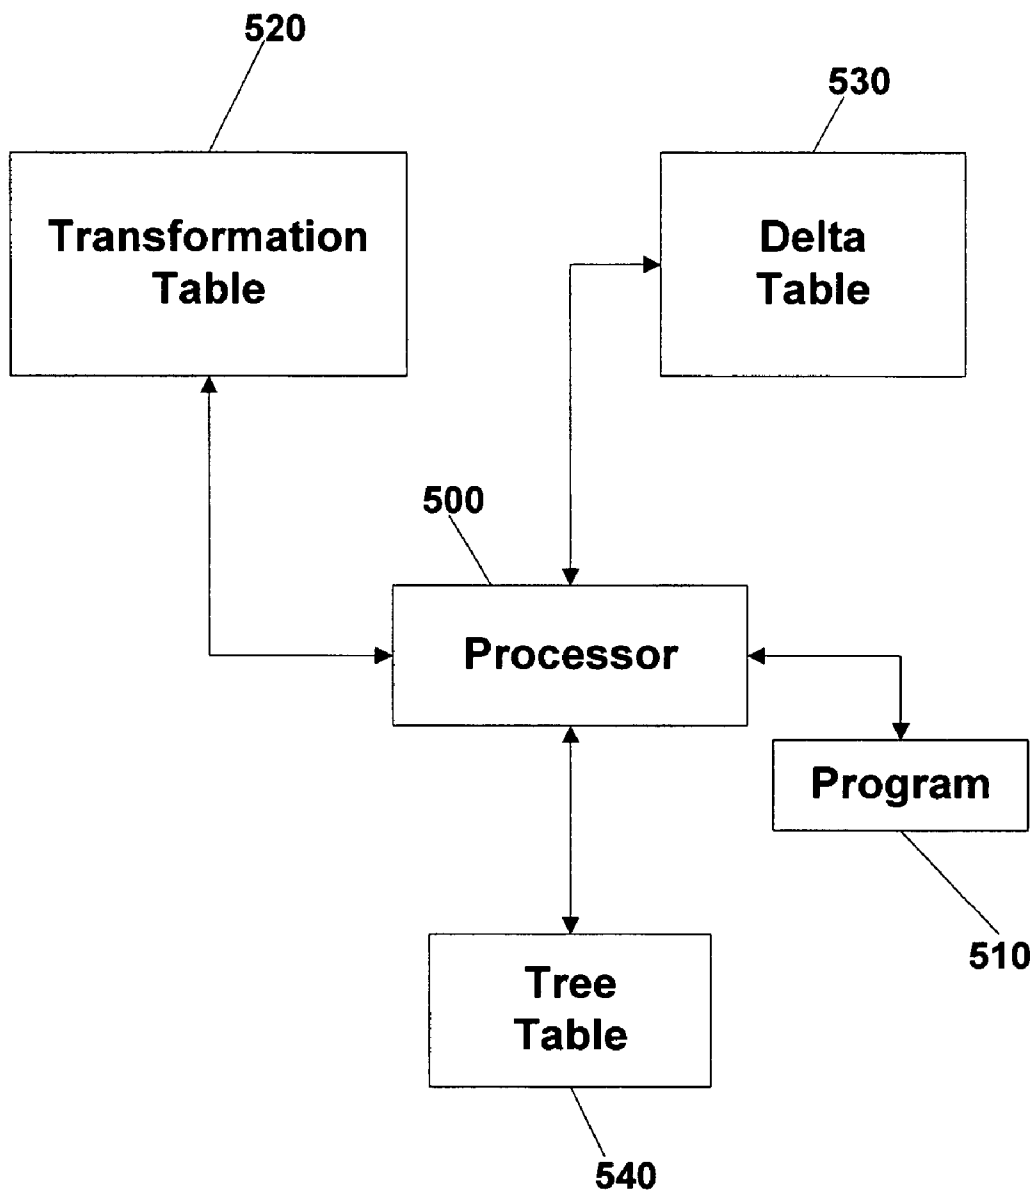 520
530
Transformation
Table
Delta
Table
500
Processor
Program
510
Tree
Table
540